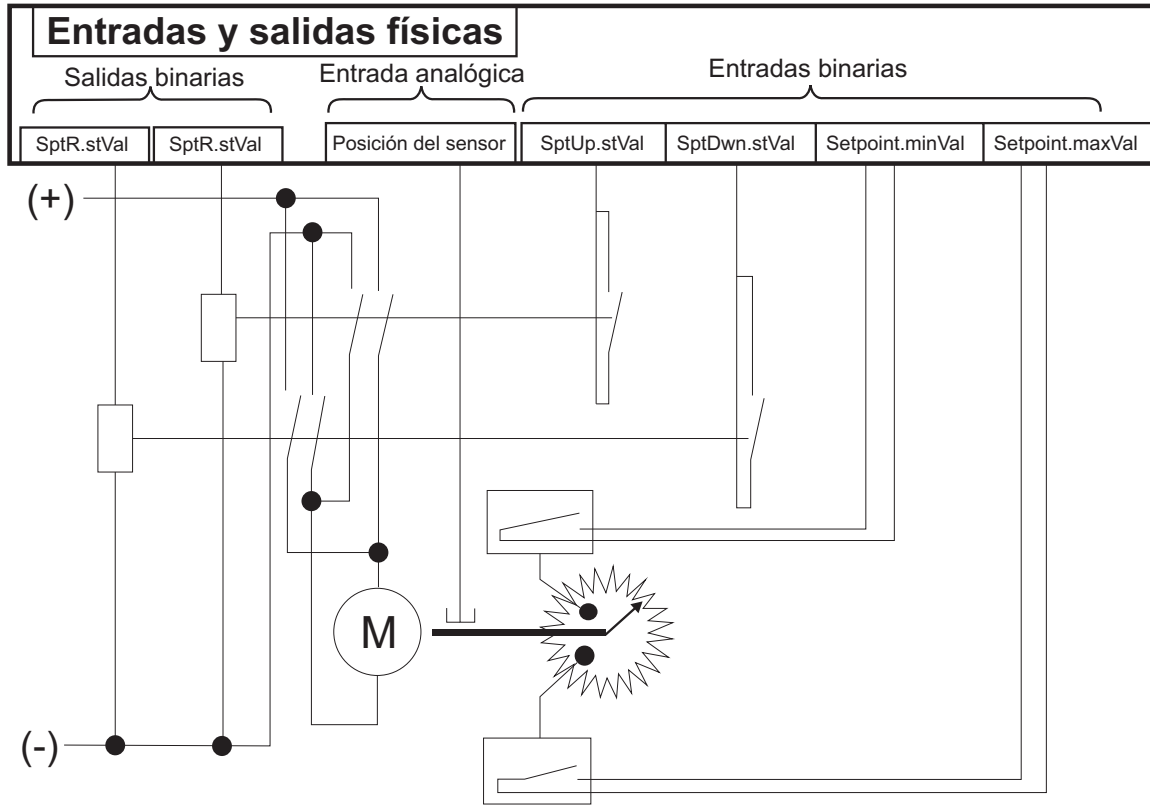 Entradas y salidas físicas
Salidas binarias
Entrada analógica
Entradas binarias
SptR.stVal
SptR.stVal
Posición del sensor
SptUp.stVal
SptDwn.stVal
Setpoint.minVal
Setpoint.maxVal
(+)
M
(-)